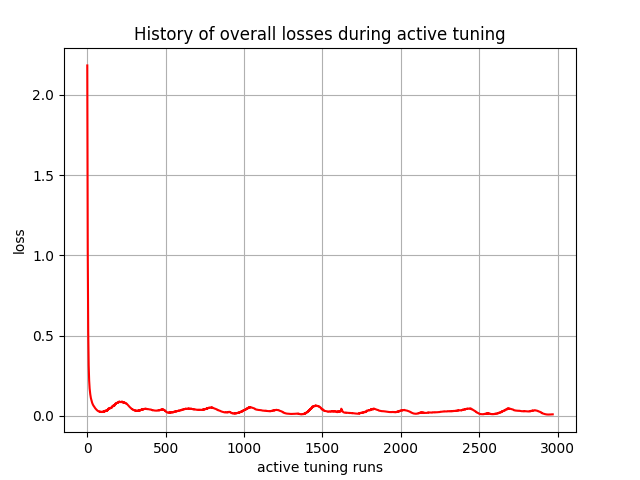 History of overall losses during active tuning
2.0
1.5
1.0
0.5
0.0
loss
0 500 1000 1500 2000 2500 3000
active tuning runs